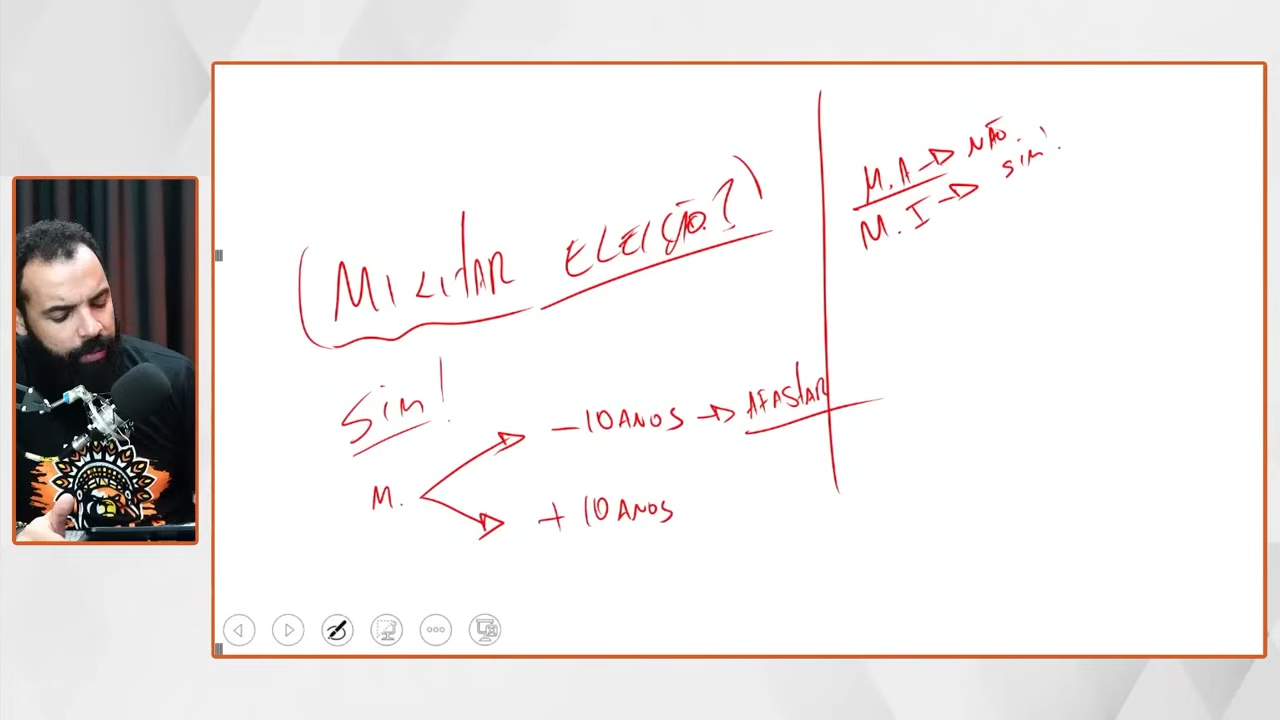 (MILITAR ELEIÇÃO?)
SIM!
M.
-10 ANOS → AFASTAR
+ 10 ANOS
M.A → NÃO.
M.I → SIM!